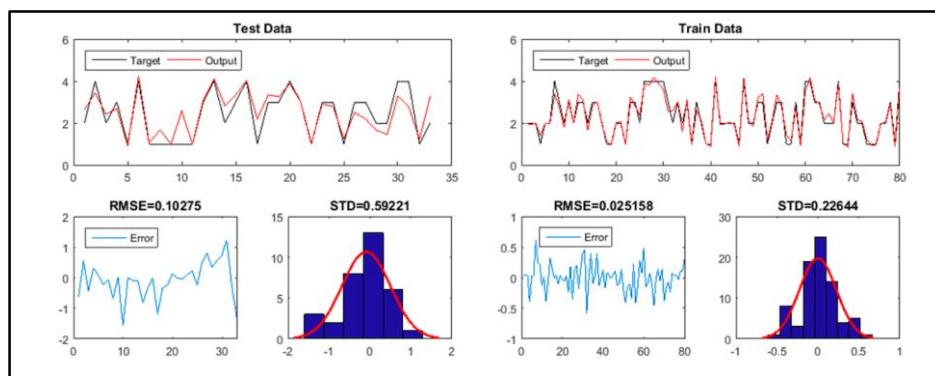 Test Data
6
4
2
0
Target Output
0 5 10 15 20 25 30 35
Train Data
6
4
2
0
Target Output
0 10 20 30 40 50 60 70 80
RMSE=0.10275
2
1
0
-1
-2
Error
0 10 20 30
STD=0.59221
15
10
5
0
-2 -1 0 1 2
RMSE=0.025158
1
0.5
0
-0.5
-1
Error
0 20 40 60 80
STD=0.22644
30
20
10
0
-1 -0.5 0 0.5 1